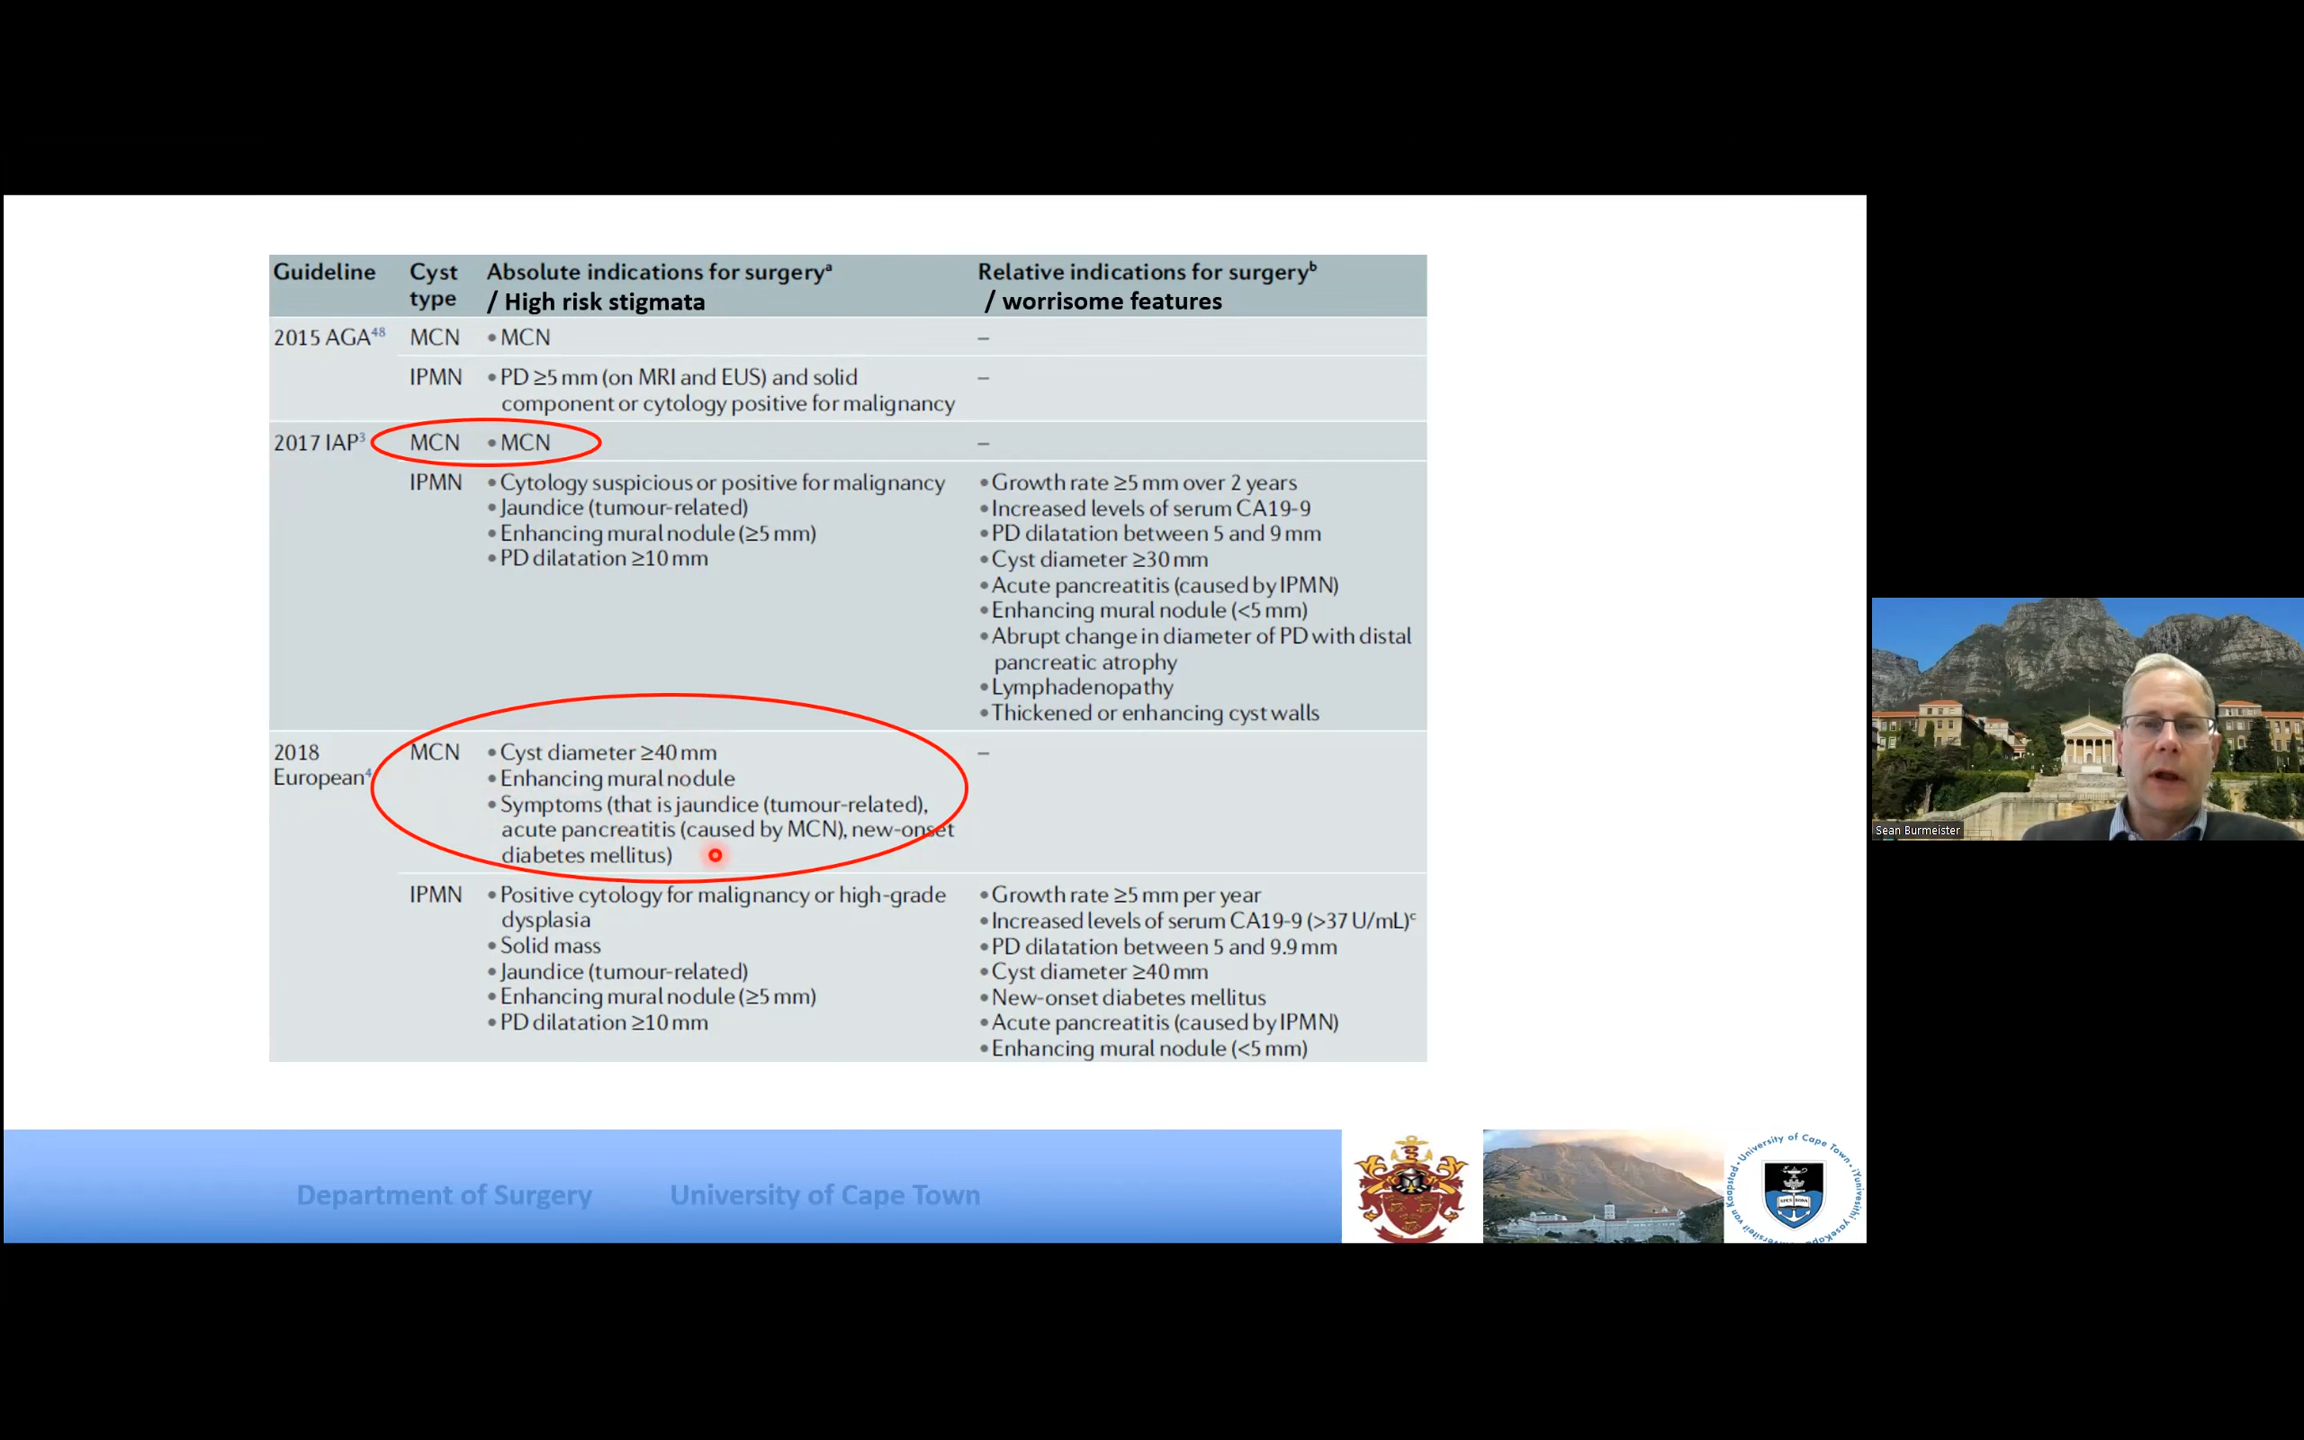 Guideline
Cyst type
Absolute indications for surgeryᵃ
/ High risk stigmata
Relative indications for surgeryᵇ
/ worrisome features
2015 AGA⁴⁸
MCN
• MCN
–
IPMN
• PD ≥5 mm (on MRI and EUS) and solid
component or cytology positive for malignancy
–
2017 IAP³
MCN
• MCN
–
IPMN
• Cytology suspicious or positive for malignancy
• Jaundice (tumour-related)
• Enhancing mural nodule (≥5 mm)
• PD dilatation ≥10 mm
• Growth rate ≥5 mm over 2 years
• Increased levels of serum CA19-9
• PD dilatation between 5 and 9 mm
• Cyst diameter ≥30 mm
• Acute pancreatitis (caused by IPMN)
• Enhancing mural nodule (<5 mm)
• Abrupt change in diameter of PD with distal
pancreatic atrophy
• Lymphadenopathy
• Thickened or enhancing cyst walls
2018
European⁴
MCN
• Cyst diameter ≥40 mm
• Enhancing mural nodule
• Symptoms (that is jaundice (tumour-related),
acute pancreatitis (caused by MCN), new-onset
diabetes mellitus)
–
IPMN
• Positive cytology for malignancy or high-grade
dysplasia
• Solid mass
• Jaundice (tumour-related)
• Enhancing mural nodule (≥5 mm)
• PD dilatation ≥10 mm
• Growth rate ≥5 mm per year
• Increased levels of serum CA19-9 (>37 U/mL)ᶜ
• PD dilatation between 5 and 9.9 mm
• Cyst diameter ≥40 mm
• New-onset diabetes mellitus
• Acute pancreatitis (caused by IPMN)
• Enhancing mural nodule (<5 mm)
Sean Burmeister
Department of Surgery
University of Cape Town
University of Cape Town